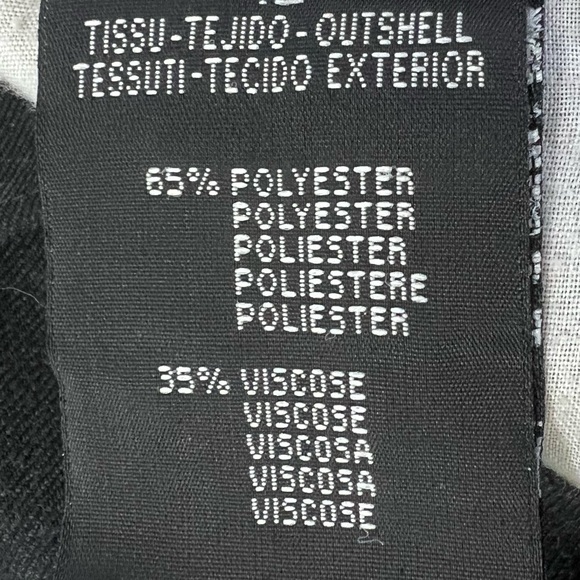 TISSU-TEJIDO-OUTSHELL
TESSUTI-TECIDO EXTERIOR
65% POLYESTER
POLYESTER
POLIESTER
POLIESTERE
POLIESTER
35% VISCOSE
VISCOSE
VISCOSA
VISCOSA
VISCOSE